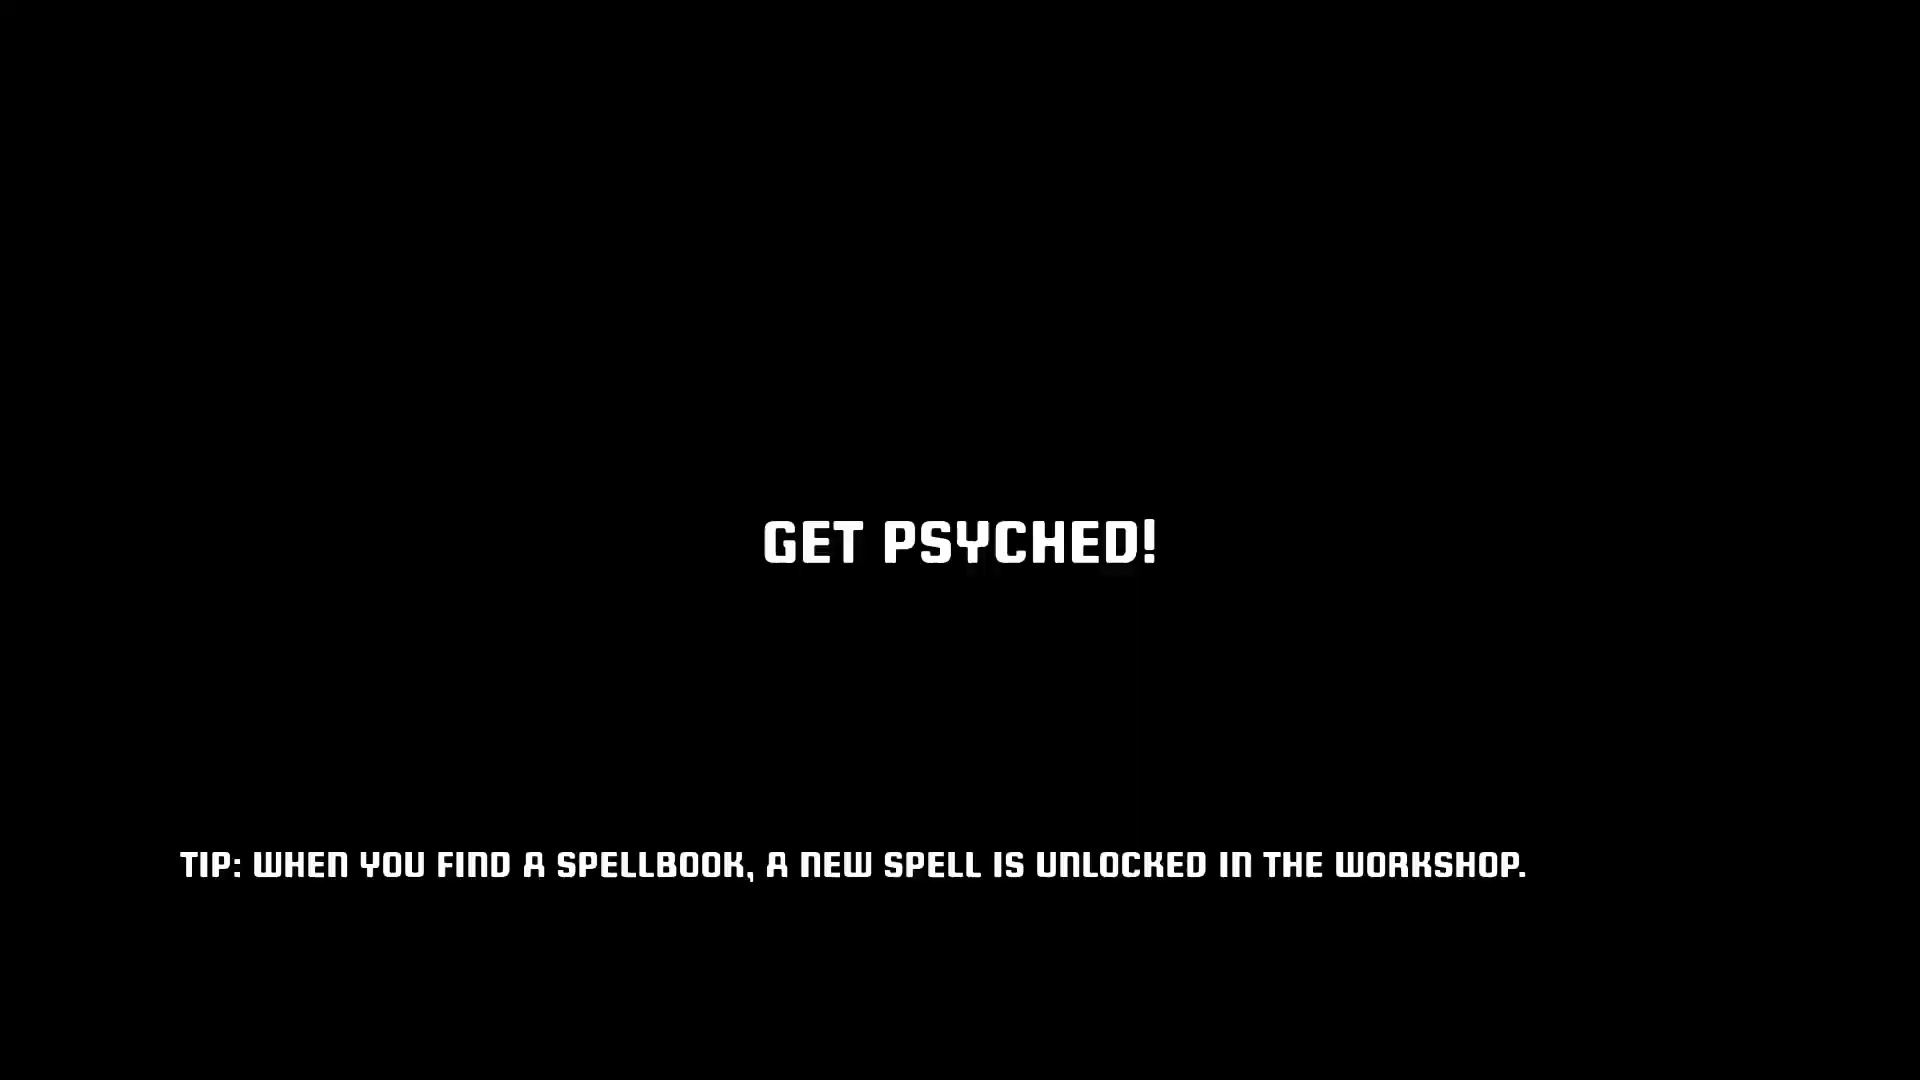 GET PSYCHED!
TIP: WHEN YOU FIND A SPELLBOOK, A NEW SPELL IS UNLOCKED IN THE WORKSHOP.